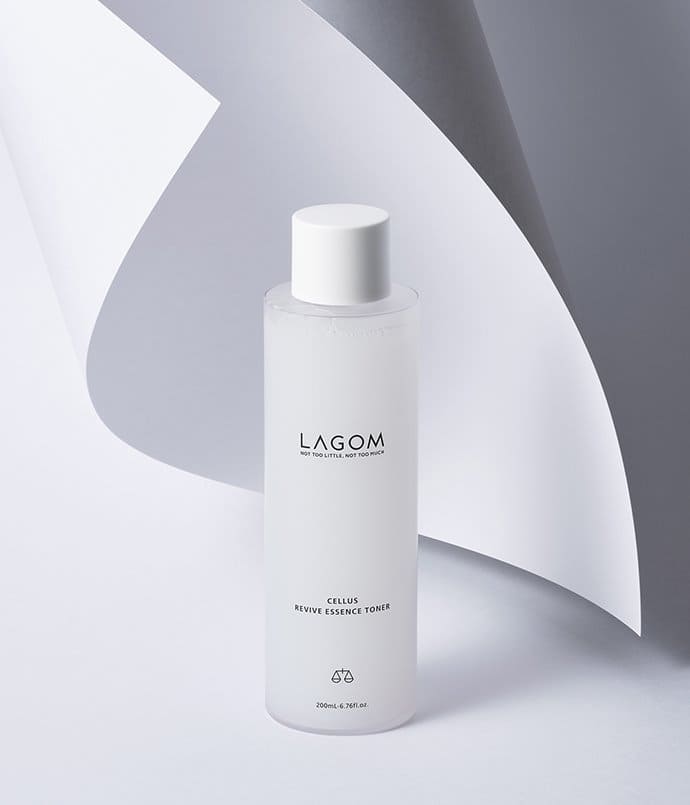 LAGOM
NOT TOO LITTLE, NOT TOO MUCH
CELLUS
REVIVE ESSENCE TONER
200mL·6.76fl.oz.